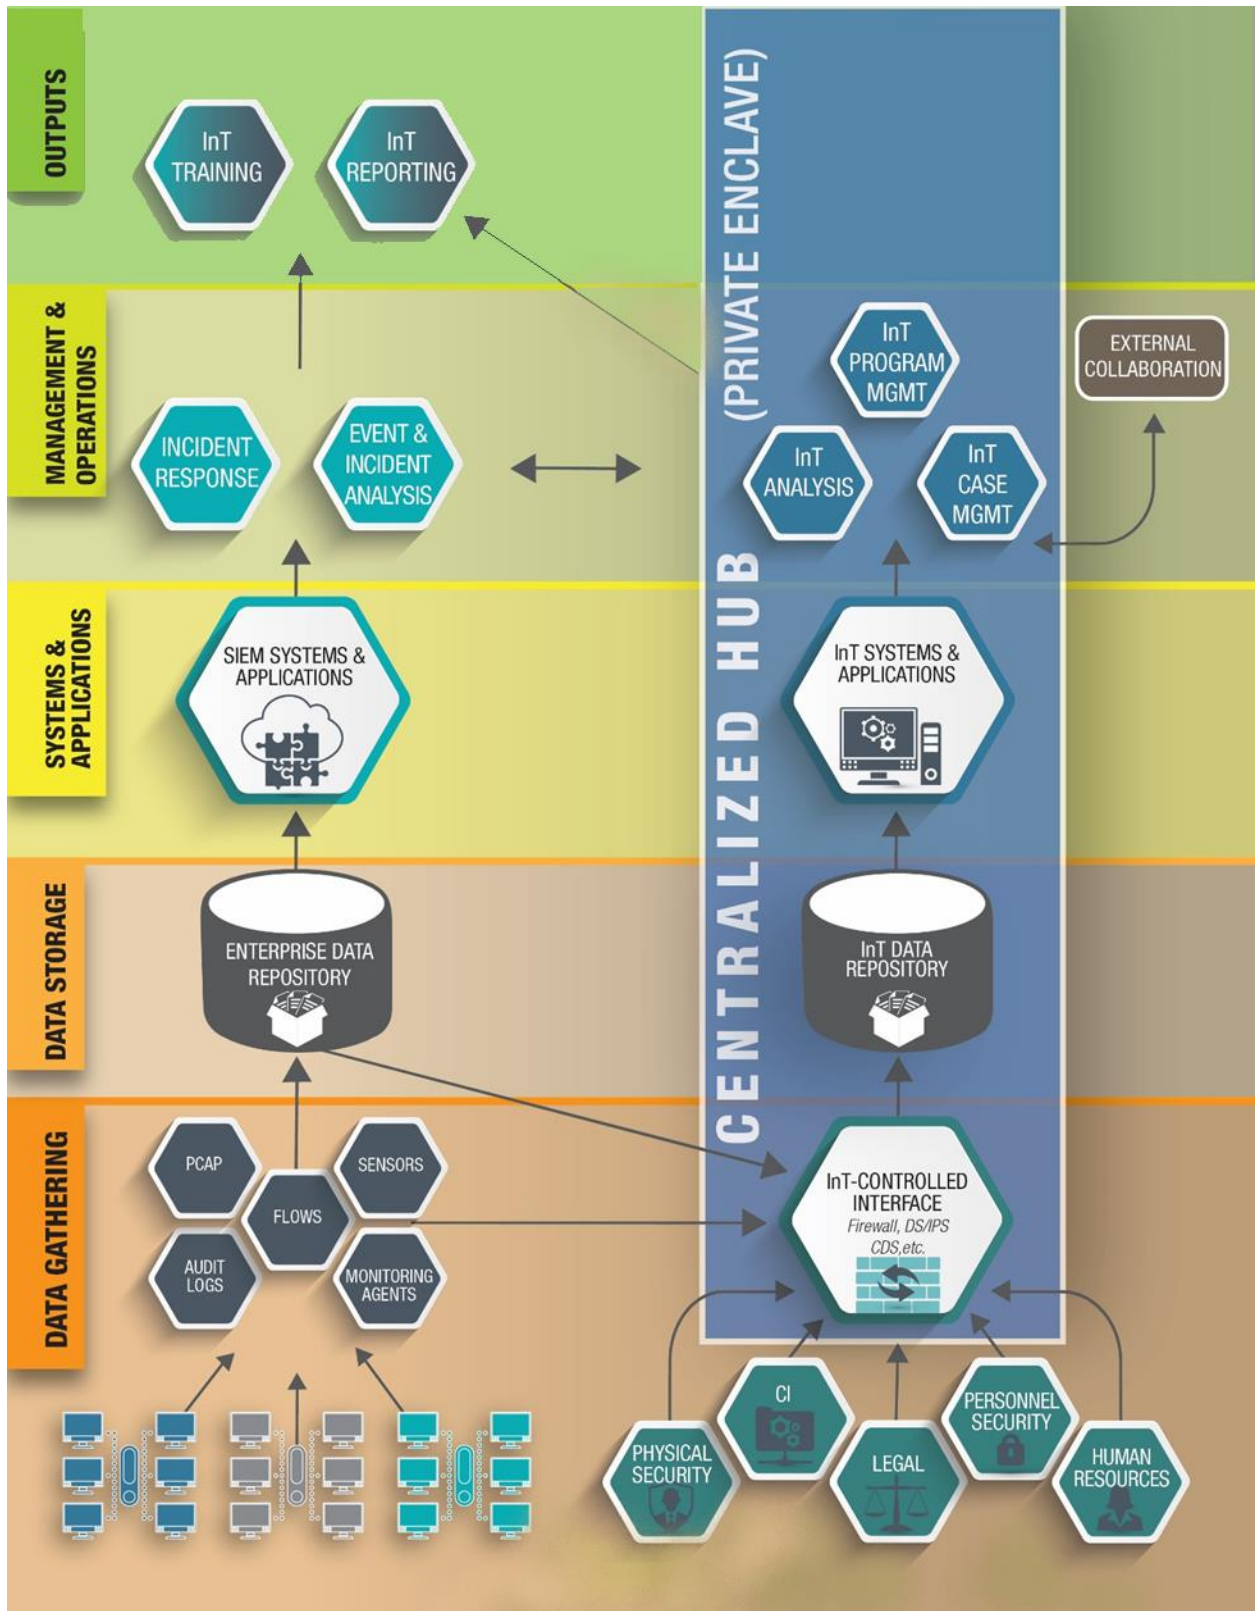 OUTPUTS
InT
TRAINING
InT
REPORTING
(PRIVATE ENCLAVE)
CENTRALIZED HUB
MANAGEMENT &
OPERATIONS
INCIDENT
RESPONSE
EVENT &
INCIDENT
ANALYSIS
InT
PROGRAM
MGMT
InT
ANALYSIS
InT
CASE
MGMT
EXTERNAL
COLLABORATION
SYSTEMS &
APPLICATIONS
SIEM SYSTEMS &
APPLICATIONS
InT SYSTEMS &
APPLICATIONS
DATA STORAGE
ENTERPRISE DATA
REPOSITORY
InT DATA
REPOSITORY
DATA GATHERING
PCAP
SENSORS
FLOWS
AUDIT
LOGS
MONITORING
AGENTS
InT-CONTROLLED
INTERFACE
Firewall, DS/IPS
CDS,etc.
PHYSICAL
SECURITY
CI
LEGAL
PERSONNEL
SECURITY
HUMAN
RESOURCES